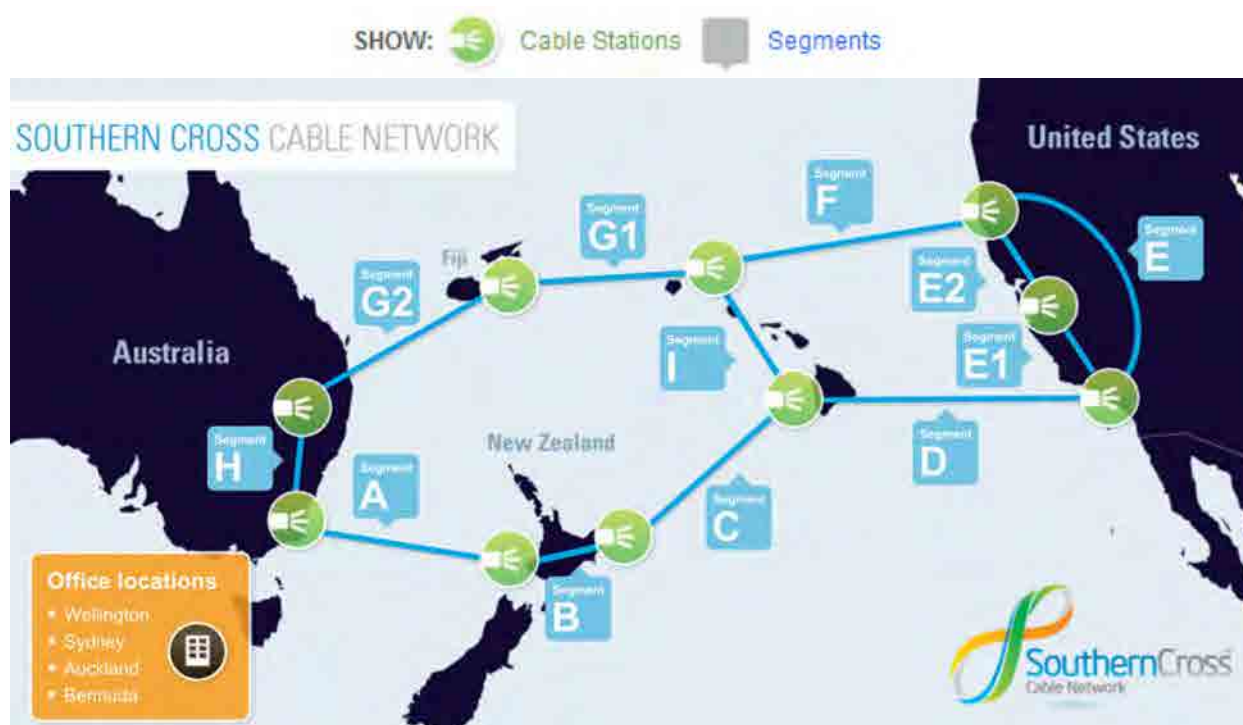 SHOW: Cable Stations Segments
SOUTHERN CROSS CABLE NETWORK
United States
Segment
F
Segment
G1
Segment
E
Fiji
Segment
G2
Segment
E2
Australia
Segment
I
Segment
E1
New Zealand
Segment
H
Segment
A
Segment
D
Segment
C
Segment
B
Office locations
Wellington
Sydney
Auckland
Bermuda
SouthernCross
Cable Network